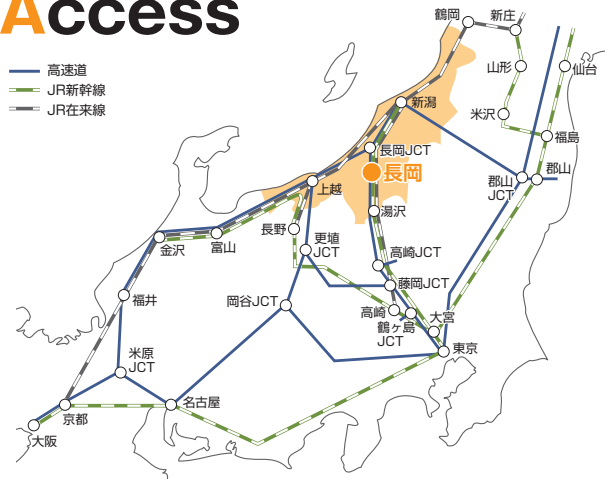 Access
高速道
JR新幹線
JR在来線
鶴岡
新庄
山形
仙台
新潟
米沢
福島
長岡JCT
長岡
郡山
JCT
郡山
上越
湯沢
長野
更埴
JCT
金沢
富山
高崎JCT
藤岡JCT
福井
岡谷JCT
高崎
鶴ヶ島
JCT
大宮
東京
米原
JCT
名古屋
京都
大阪